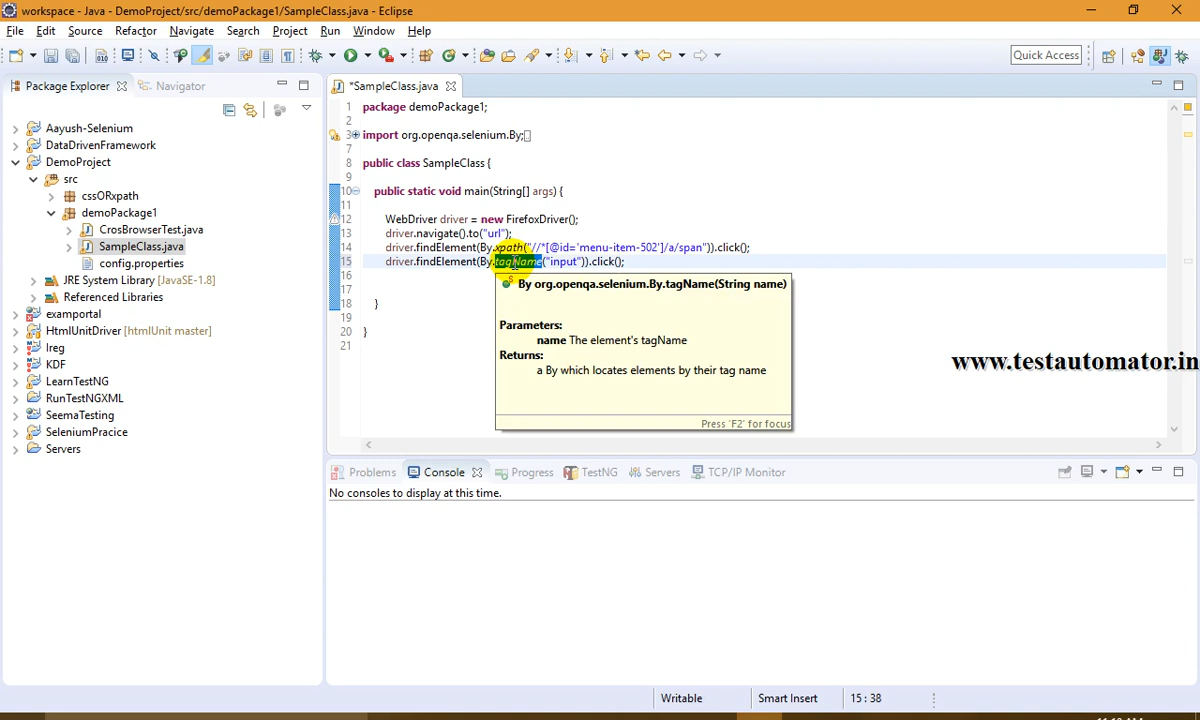 workspace - Java - DemoProject/src/demoPackage1/SampleClass.java - Eclipse
File Edit Source Refactor Navigate Search Project Run Window Help
Quick Access
Package Explorer
Navigator
*SampleClass.java
Aayush-Selenium
DataDrivenFramework
DemoProject
src
cssORxpath
demoPackage1
CrosBrowserTest.java
SampleClass.java
config.properties
JRE System Library [JavaSE-1.8]
Referenced Libraries
examportal
HtmlUnitDriver [htmlUnit master]
Ireg
KDF
LearnTestNG
RunTestNGXML
SeemaTesting
SeleniumPracice
Servers
1 package demoPackage1;
2
3 import org.openqa.selenium.By;
7
8 public class SampleClass {
9
10 public static void main(String[] args) {
11
12 WebDriver driver = new FirefoxDriver();
13 driver.navigate().to("url");
14 driver.findElement(By.xpath("//*[@id='menu-item-502']/a/span")).click();
15 driver.findElement(By.tagName("input")).click();
16
17
18 }
19
20 }
21
By org.openqa.selenium.By.tagName(String name)
Parameters:
name The element's tagName
Returns:
a By which locates elements by their tag name
Press 'F2' for focus
www.testautomator.in
Problems Console Progress TestNG Servers TCP/IP Monitor
No consoles to display at this time.
Writable Smart Insert 15 : 38